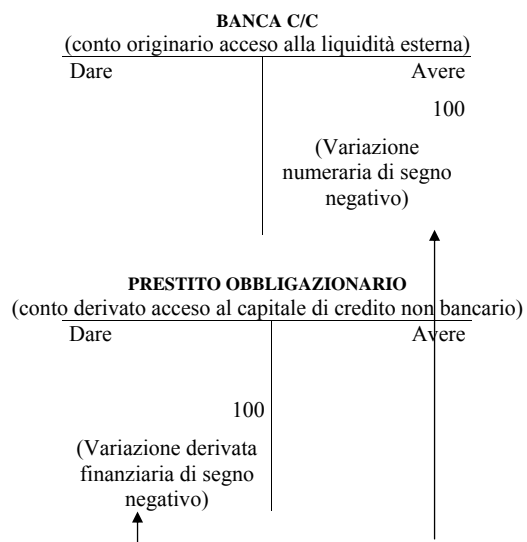 BANCA C/C
(conto originario acceso alla liquidità esterna)
Dare Avere
100
(Variazione
numeraria di segno
negativo)
PRESTITO OBBLIGAZIONARIO
(conto derivato acceso al capitale di credito non bancario)
Dare Avere
100
(Variazione derivata
finanziaria di segno
negativo)